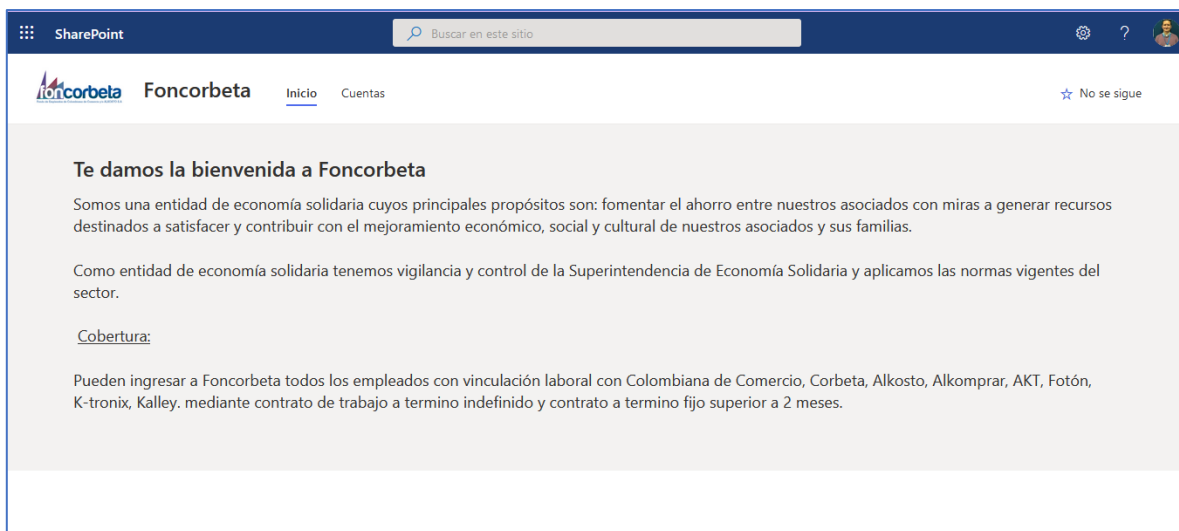 SharePoint
Buscar en este sitio
?
foncorbeta
Foncorbeta
Inicio
Cuentas
No se sigue
Te damos la bienvenida a Foncorbeta
Somos una entidad de economía solidaria cuyos principales propósitos son: fomentar el ahorro entre nuestros asociados con miras a generar recursos
destinados a satisfacer y contribuir con el mejoramiento económico, social y cultural de nuestros asociados y sus familias.
Como entidad de economía solidaria tenemos vigilancia y control de la Superintendencia de Economía Solidaria y aplicamos las normas vigentes del
sector.
Cobertura:
Pueden ingresar a Foncorbeta todos los empleados con vinculación laboral con Colombiana de Comercio, Corbeta, Alkosto, Alkomprar, AKT, Fotón,
K-tronix, Kalley. mediante contrato de trabajo a termino indefinido y contrato a termino fijo superior a 2 meses.